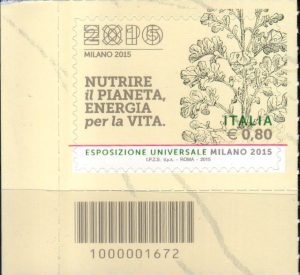 2015
MILANO 2015
NUTRIRE
il PIANETA,
ENERGIA
per la VITA.
ITALIA
€ 0,80
ESPOSIZIONE UNIVERSALE MILANO 2015
I.P.Z.S. S.p.A. - ROMA - 2015
1000001672